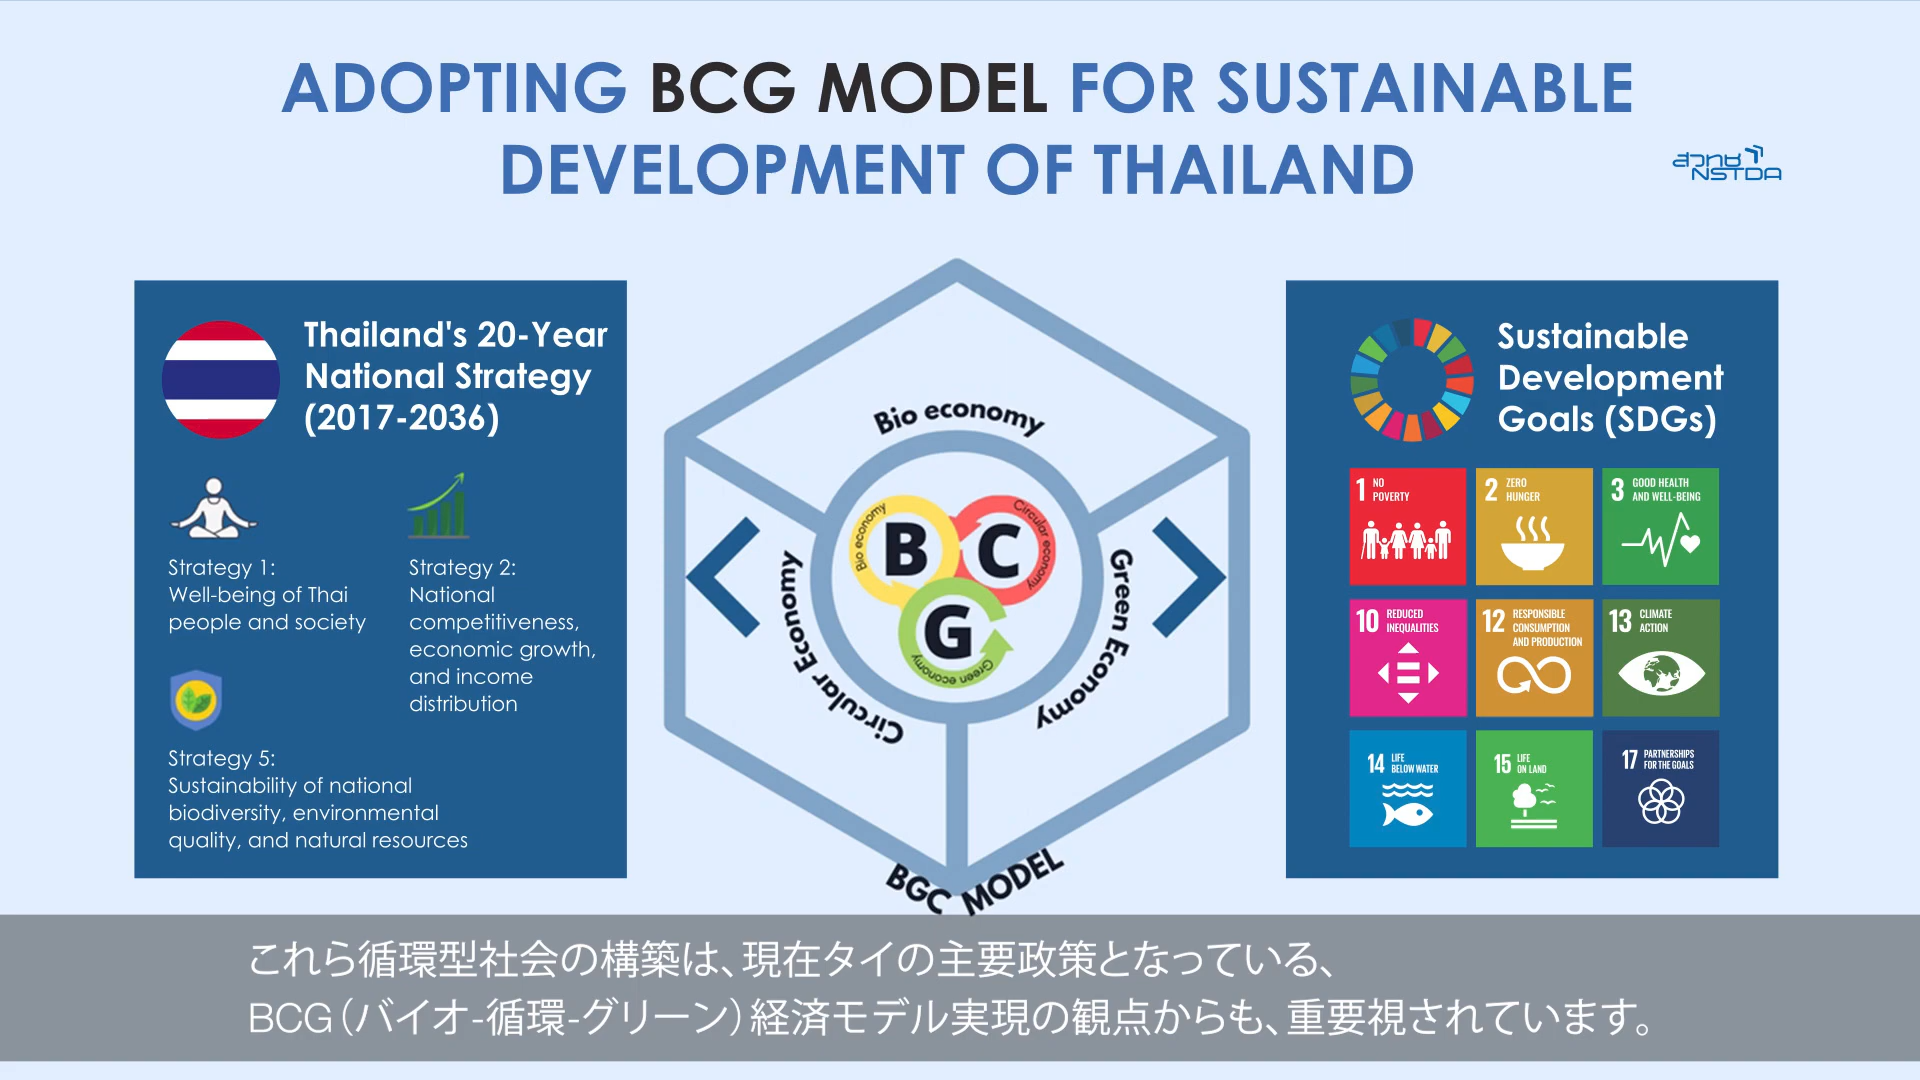 ADOPTING BCG MODEL FOR SUSTAINABLE
DEVELOPMENT OF THAILAND
สวทช
NSTDA
Thailand's 20-Year
National Strategy
(2017-2036)
Strategy 1:
Well-being of Thai
people and society
Strategy 2:
National
competitiveness,
economic growth,
and income
distribution
Strategy 5:
Sustainability of national
biodiversity, environmental
quality, and natural resources
Bio economy
Circular Economy
Green Economy
B
Bio economy
C
Circular economy
G
Green economy
BGC MODEL
Sustainable
Development
Goals (SDGs)
1 NO
POVERTY
2 ZERO
HUNGER
3 GOOD HEALTH
AND WELL-BEING
10 REDUCED
INEQUALITIES
12 RESPONSIBLE
CONSUMPTION
AND PRODUCTION
13 CLIMATE
ACTION
14 LIFE
BELOW WATER
15 LIFE
ON LAND
17 PARTNERSHIPS
FOR THE GOALS
これら循環型社会の構築は、現在タイの主要政策となっている、
BCG（バイオ-循環-グリーン）経済モデル実現の観点からも、重要視されています。